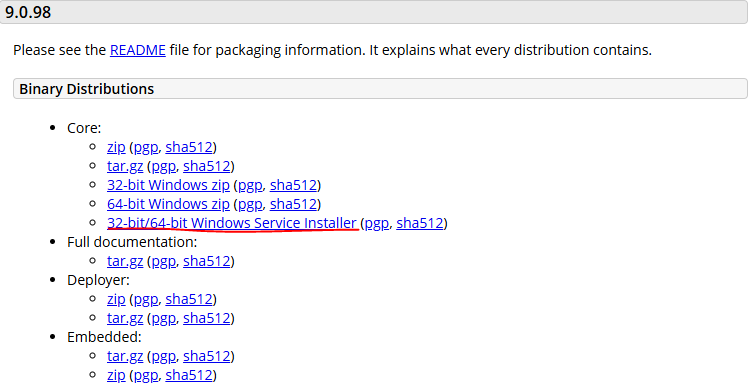 9.0.98
Please see the README file for packaging information. It explains what every distribution contains.
Binary Distributions
Core:
zip (pgp, sha512)
tar.gz (pgp, sha512)
32-bit Windows zip (pgp, sha512)
64-bit Windows zip (pgp, sha512)
32-bit/64-bit Windows Service Installer (pgp, sha512)
Full documentation:
tar.gz (pgp, sha512)
Deployer:
zip (pgp, sha512)
tar.gz (pgp, sha512)
Embedded:
tar.gz (pgp, sha512)
zip (pgp, sha512)